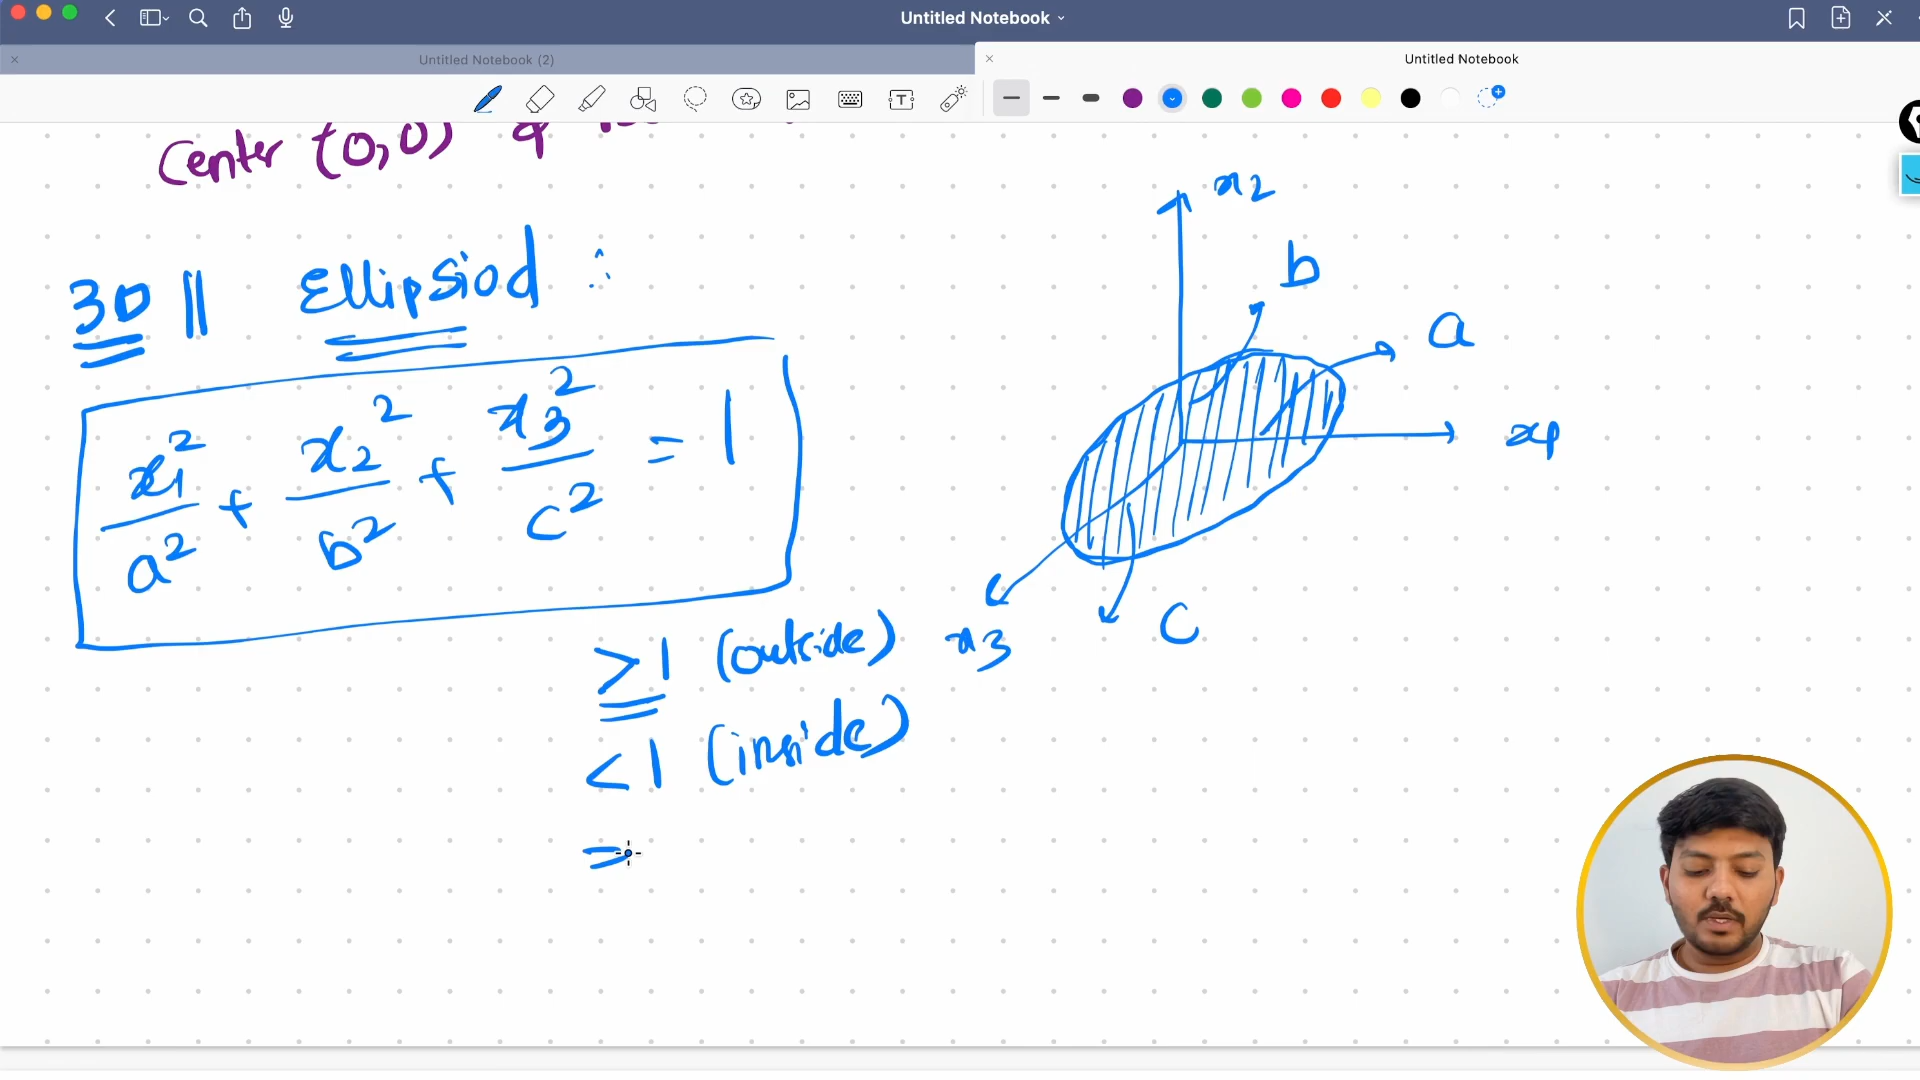 Untitled Notebook
Untitled Notebook (2)
Untitled Notebook
Center (0,0) &
3D || Ellipsiod :
x1²/a² + x2²/b² + x3²/c² = 1
>1 (outside)
<1 (inside)
=
x2
b
a
x1
x3
c